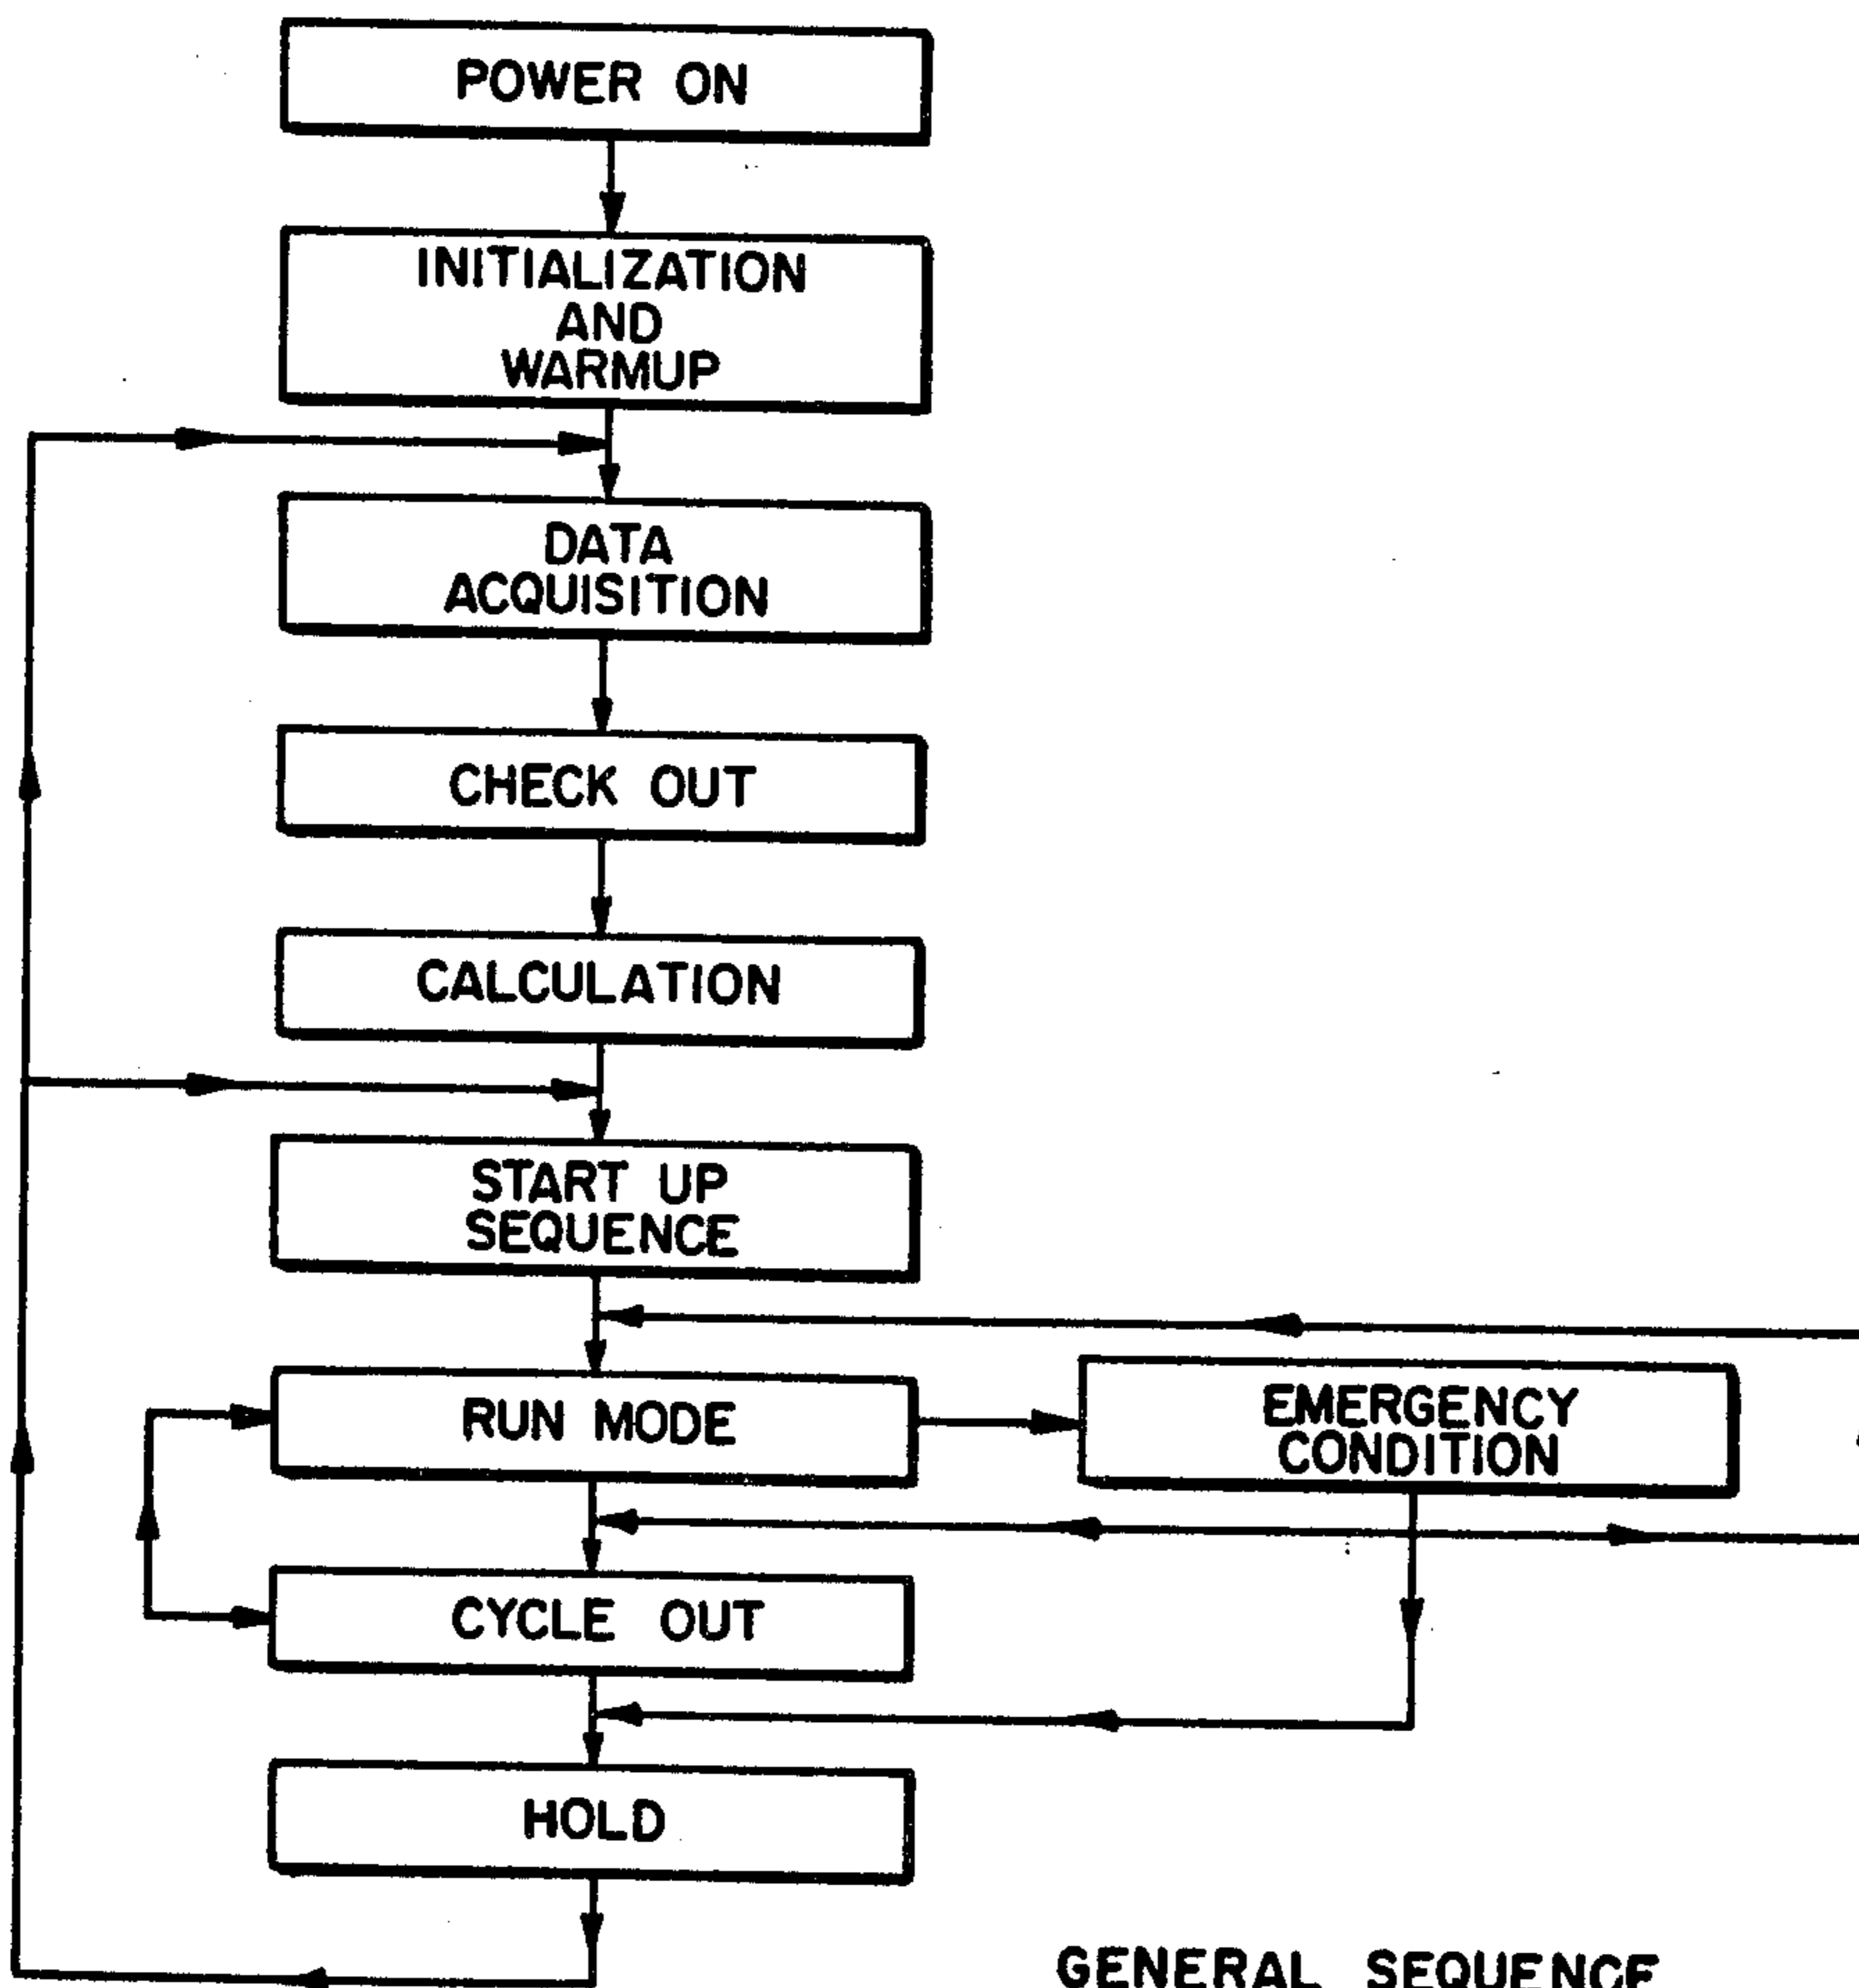 POWER ON
INITIALIZATION
AND
WARMUP
DATA
ACQUISITION
CHECK OUT
CALCULATION
START UP
SEQUENCE
RUN MODE
EMERGENCY
CONDITION
CYCLE OUT
HOLD
GENERAL SEQUENCE